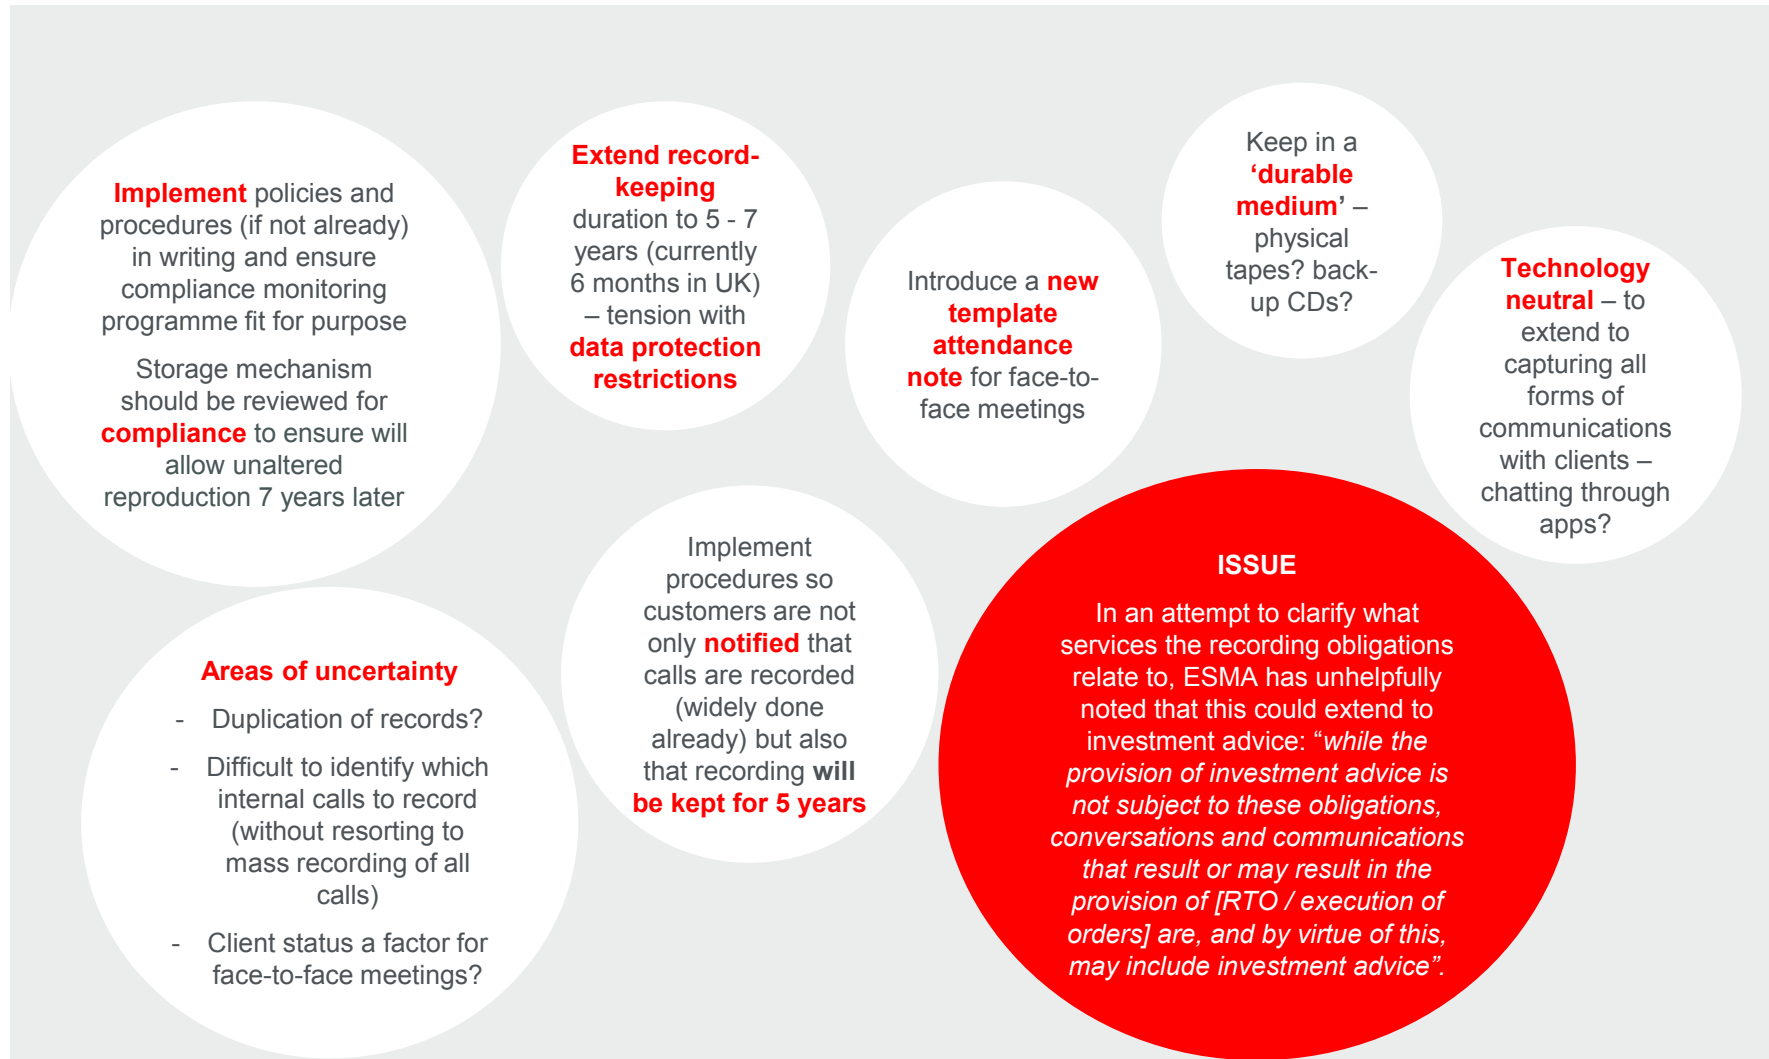 Implement policies and
procedures (if not already)
in writing and ensure
compliance monitoring
programme fit for purpose
Storage mechanism
should be reviewed for
compliance to ensure will
allow unaltered
reproduction 7 years later
Extend record-
keeping
duration to 5 - 7
years (currently
6 months in UK)
– tension with
data protection
restrictions
Introduce a new
template
attendance
note for face-to-
face meetings
Keep in a
‘durable
medium’ –
physical
tapes? back-
up CDs?
Technology
neutral – to
extend to
capturing all
forms of
communications
with clients –
chatting through
apps?
Areas of uncertainty
- Duplication of records?
- Difficult to identify which
internal calls to record
(without resorting to
mass recording of all
calls)
- Client status a factor for
face-to-face meetings?
Implement
procedures so
customers are not
only notified that
calls are recorded
(widely done
already) but also
that recording will
be kept for 5 years
ISSUE
In an attempt to clarify what
services the recording obligations
relate to, ESMA has unhelpfully
noted that this could extend to
investment advice: “while the
provision of investment advice is
not subject to these obligations,
conversations and communications
that result or may result in the
provision of [RTO / execution of
orders] are, and by virtue of this,
may include investment advice”.